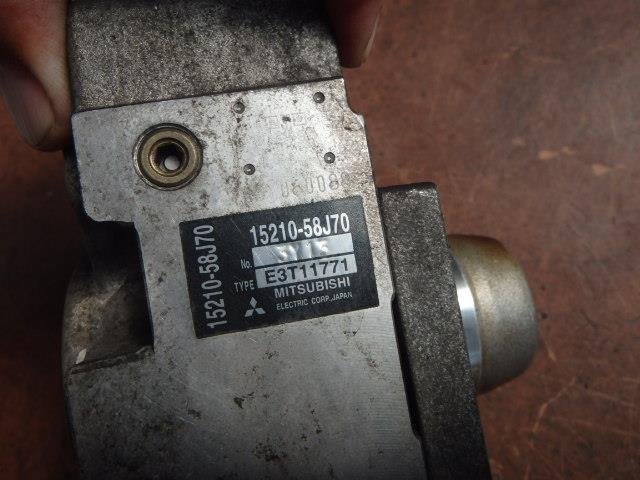 15210-58J70
15210-58J70
No.
TYPE E3T11771
MITSUBISHI
ELECTRIC CORP.JAPAN